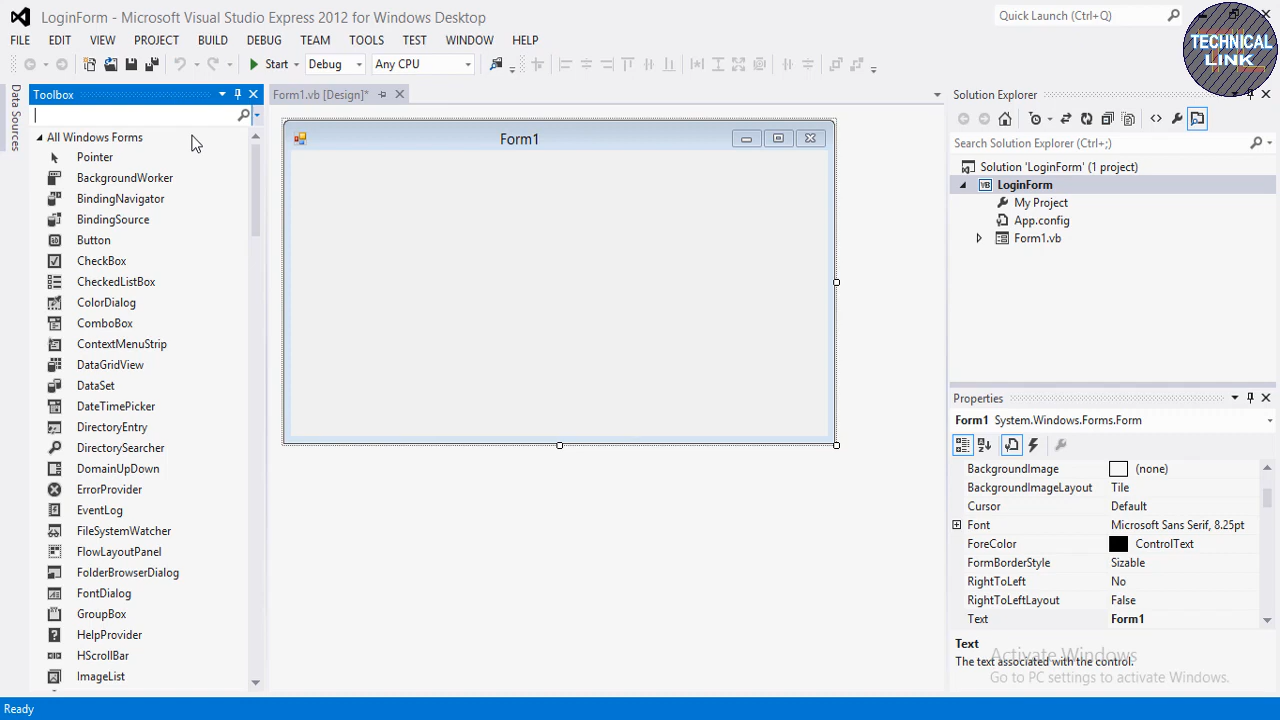 LoginForm - Microsoft Visual Studio Express 2012 for Windows Desktop
Quick Launch (Ctrl+Q)
TECHNICAL
LINK
FILE EDIT VIEW PROJECT BUILD DEBUG TEAM TOOLS TEST WINDOW HELP
Start Debug Any CPU
Data Sources
Toolbox
All Windows Forms
Pointer
BackgroundWorker
BindingNavigator
BindingSource
Button
CheckBox
CheckedListBox
ColorDialog
ComboBox
ContextMenuStrip
DataGridView
DataSet
DateTimePicker
DirectoryEntry
DirectorySearcher
DomainUpDown
ErrorProvider
EventLog
FileSystemWatcher
FlowLayoutPanel
FolderBrowserDialog
FontDialog
GroupBox
HelpProvider
HScrollBar
ImageList
Form1.vb [Design]*
Form1
Solution Explorer
Search Solution Explorer (Ctrl+;)
Solution 'LoginForm' (1 project)
VB LoginForm
My Project
App.config
Form1.vb
Properties
Form1 System.Windows.Forms.Form
BackgroundImage (none)
BackgroundImageLayout Tile
Cursor Default
Font Microsoft Sans Serif, 8.25pt
ForeColor ControlText
FormBorderStyle Sizable
RightToLeft No
RightToLeftLayout False
Text Form1
Text
The text associated with the control.
Activate Windows
Go to PC settings to activate Windows.
Ready